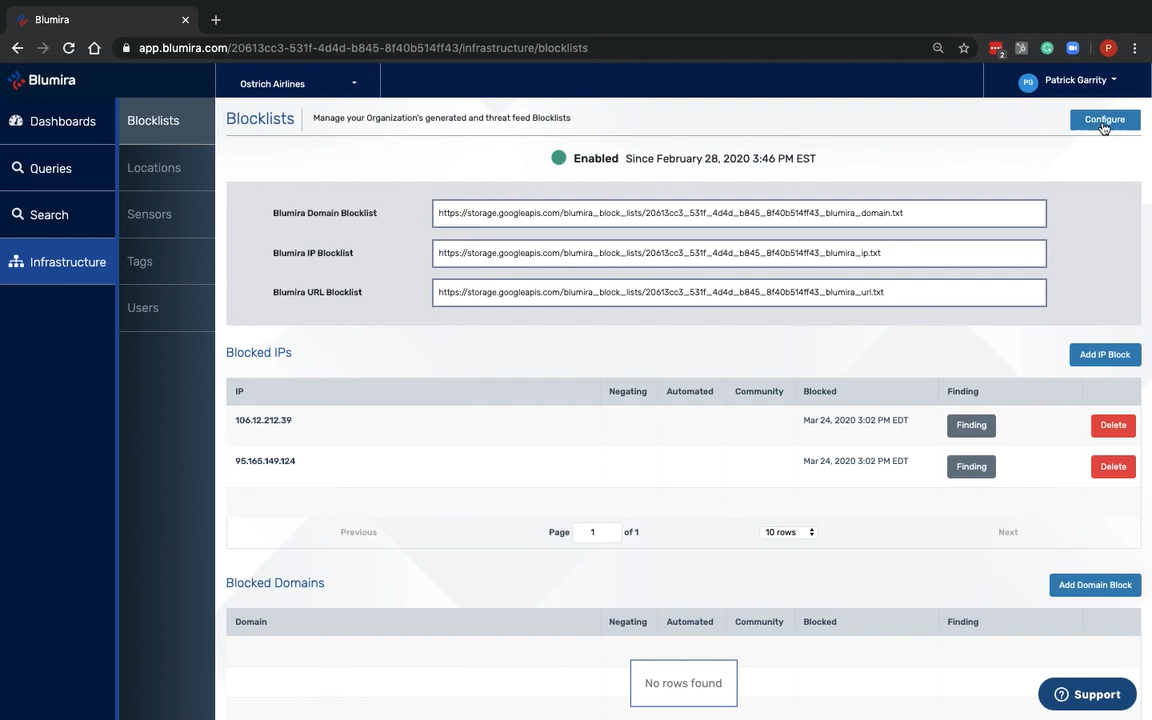 Blumira
2
app.blumira.com/20613cc3-531f-4d4d-b845-8f40b514ff43/infrastructure/blocklists
P
Blumira
Ostrich Airlines
PG
Patrick Garrity
Dashboards
Queries
Search
Infrastructure
Blocklists
Locations
Sensors
Tags
Users
Blocklists
Manage your Organization's generated and threat feed Blocklists
Configure
Enabled Since February 28, 2020 3:46 PM EST
Blumira Domain Blocklist
https://storage.googleapis.com/blumira_block_lists/20613cc3_531f_4d4d_b845_8f40b514ff43_blumira_domain.txt
Blumira IP Blocklist
https://storage.googleapis.com/blumira_block_lists/20613cc3_531f_4d4d_b845_8f40b514ff43_blumira_ip.txt
Blumira URL Blocklist
https://storage.googleapis.com/blumira_block_lists/20613cc3_531f_4d4d_b845_8f40b514ff43_blumira_url.txt
Blocked IPs
Add IP Block
IP Negating Automated Community Blocked Finding
106.12.212.39 Mar 24, 2020 3:02 PM EDT Finding Delete
95.165.149.124 Mar 24, 2020 3:02 PM EDT Finding Delete
Previous Page 1 of 1 10 rows Next
Blocked Domains
Add Domain Block
Domain Negating Automated Community Blocked Finding
No rows found
? Support